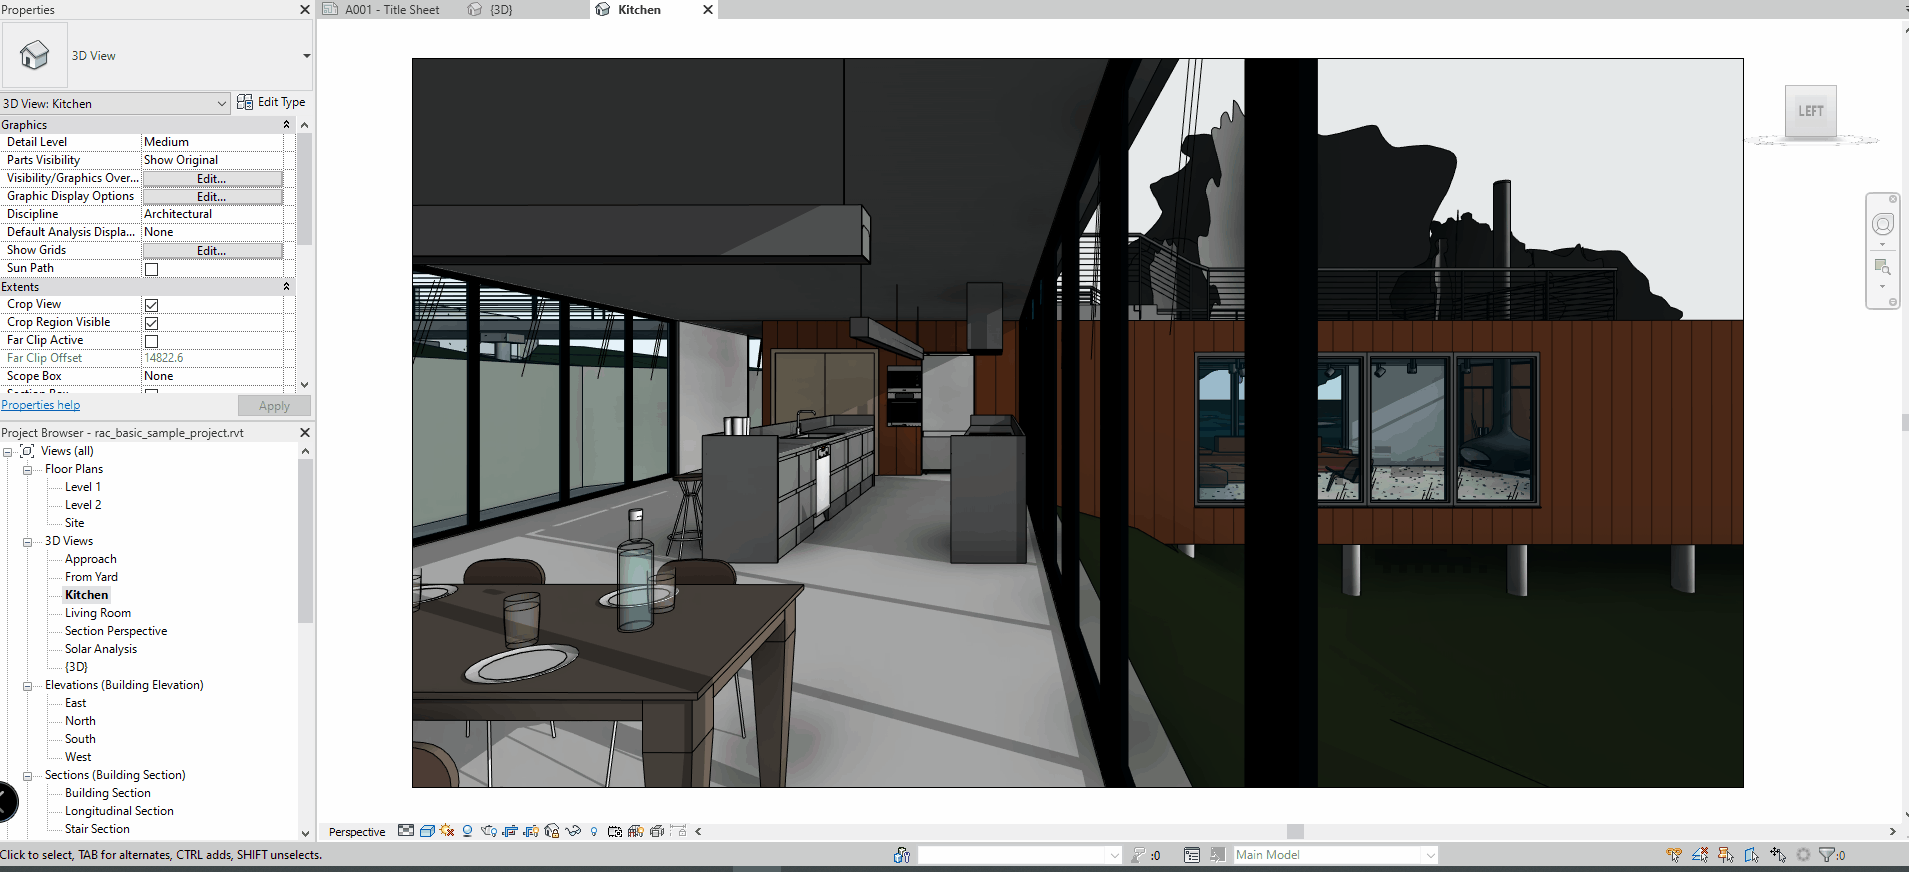 Properties
A001 - Title Sheet
{3D}
Kitchen
3D View
3D View: Kitchen
Edit Type
Graphics
Detail Level Medium
Parts Visibility Show Original
Visibility/Graphics Over... Edit...
Graphic Display Options Edit...
Discipline Architectural
Default Analysis Displa... None
Show Grids Edit...
Sun Path
Extents
Crop View
Crop Region Visible
Far Clip Active
Far Clip Offset 14822.6
Scope Box None
Properties help
Apply
LEFT
Project Browser - rac_basic_sample_project.rvt
Views (all)
Floor Plans
Level 1
Level 2
Site
3D Views
Approach
From Yard
Kitchen
Living Room
Section Perspective
Solar Analysis
{3D}
Elevations (Building Elevation)
East
North
South
West
Sections (Building Section)
Building Section
Longitudinal Section
Stair Section
Perspective
Click to select, TAB for alternates, CTRL adds, SHIFT unselects.
:0
Main Model
:0